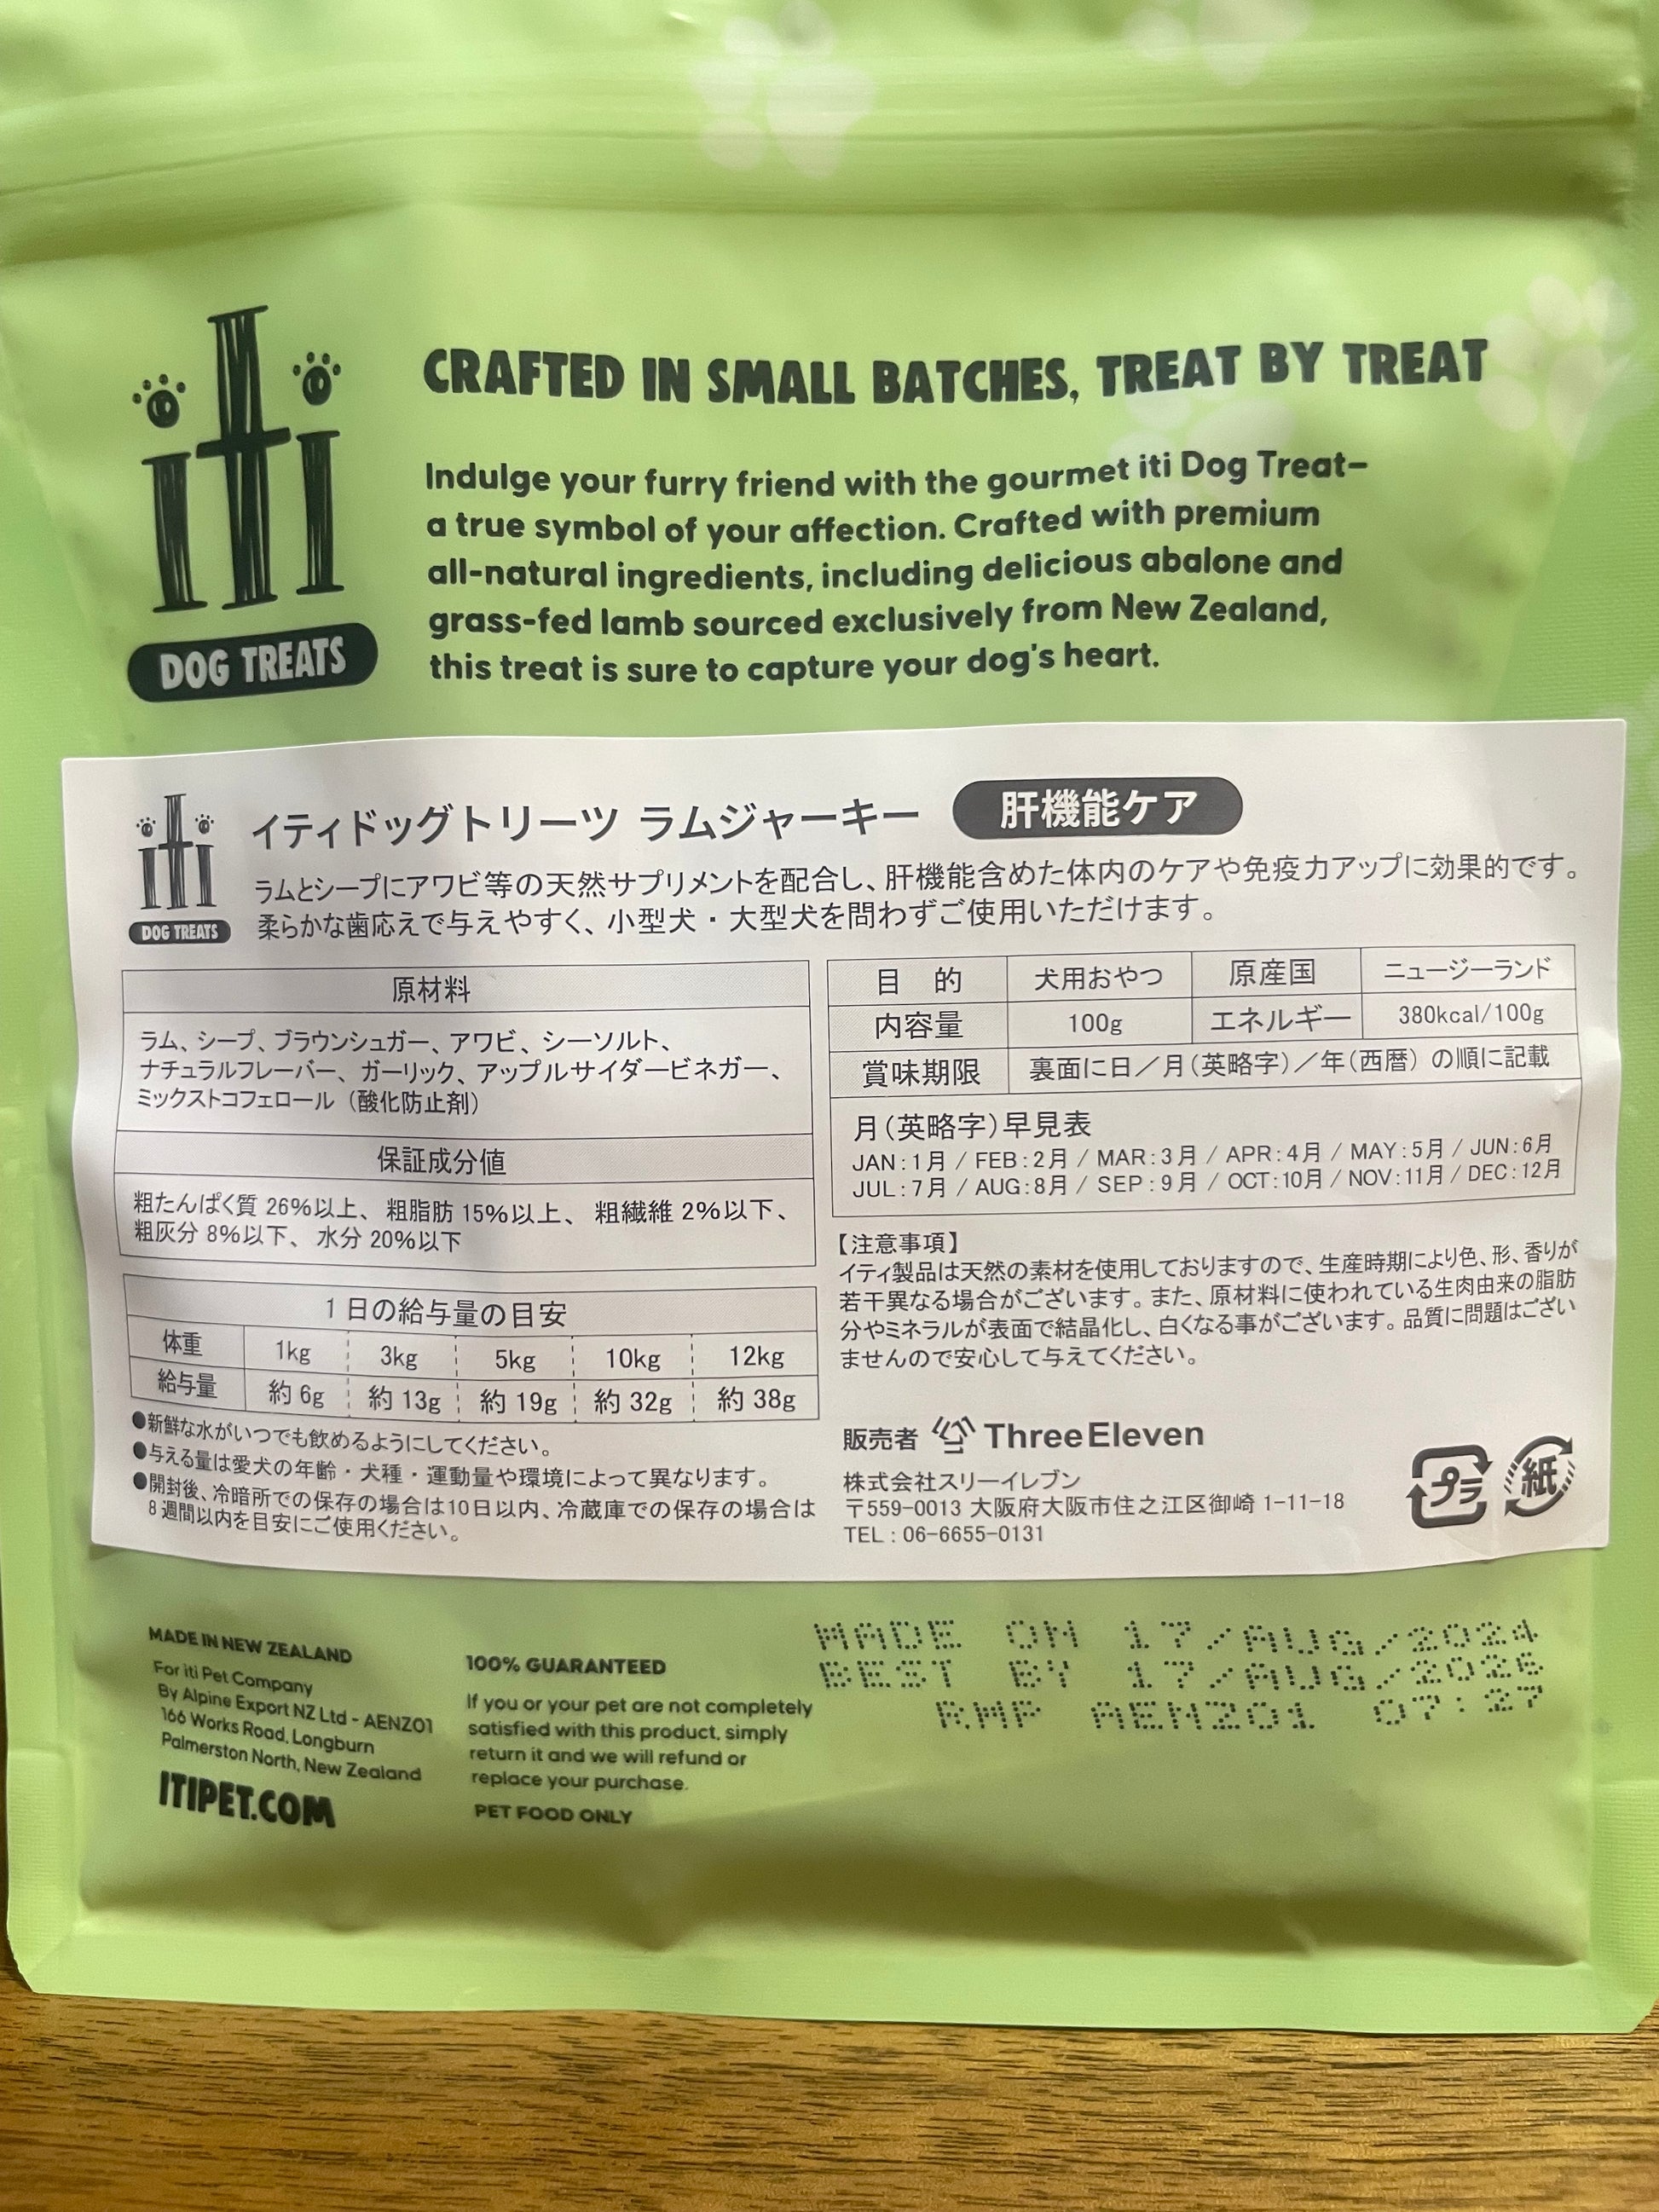 iti
DOG TREATS
CRAFTED IN SMALL BATCHES, TREAT BY TREAT
Indulge your furry friend with the gourmet iti Dog Treat–
a true symbol of your affection. Crafted with premium
all-natural ingredients, including delicious abalone and
grass-fed lamb sourced exclusively from New Zealand,
this treat is sure to capture your dog's heart.
iti
DOG TREATS
イティドッグトリーツ ラムジャーキー 肝機能ケア
ラムとシープにアワビ等の天然サプリメントを配合し、肝機能含めた体内のケアや免疫力アップに効果的です。
柔らかな歯応えで与えやすく、小型犬・大型犬を問わずご使用いただけます。
原材料
ラム、シープ、ブラウンシュガー、アワビ、シーソルト、
ナチュラルフレーバー、ガーリック、アップルサイダービネガー、
ミックストコフェロール（酸化防止剤）
保証成分値
粗たんぱく質 26%以上、 粗脂肪 15%以上、 粗繊維 2%以下、
粗灰分 8%以下、 水分 20%以下
1日の給与量の目安
体重 1kg 3kg 5kg 10kg 12kg
給与量 約 6g 約 13g 約 19g 約 32g 約 38g
●新鮮な水がいつでも飲めるようにしてください。
●与える量は愛犬の年齢・犬種・運動量や環境によって異なります。
●開封後、冷暗所での保存の場合は10日以内、冷蔵庫での保存の場合は
8週間以内を目安にご使用ください。
目 的 犬用おやつ 原産国 ニュージーランド
内容量 100g エネルギー 380kcal/100g
賞味期限 裏面に日／月（英略字）／年（西暦）の順に記載
月（英略字）早見表
JAN：1月 / FEB：2月 / MAR：3月 / APR：4月 / MAY：5月 / JUN：6月
JUL：7月 / AUG：8月 / SEP：9月 / OCT：10月 / NOV：11月 / DEC：12月
【注意事項】
イティ製品は天然の素材を使用しておりますので、生産時期により色、形、香りが
若干異なる場合がございます。また、原材料に使われている生肉由来の脂肪
分やミネラルが表面で結晶化し、白くなる事がございます。品質に問題はござい
ませんので安心して与えてください。
販売者 ThreeEleven
株式会社スリーイレブン
〒559-0013 大阪府大阪市住之江区御崎 1-11-18
TEL : 06-6655-0131
プラ 紙
MADE IN NEW ZEALAND
For iti Pet Company
By Alpine Export NZ Ltd - AENZ01
166 Works Road, Longburn
Palmerston North, New Zealand
ITIPET.COM
100% GUARANTEED
If you or your pet are not completely
satisfied with this product, simply
return it and we will refund or
replace your purchase.
PET FOOD ONLY
MADE ON 17/AUG/2024
BEST BY 17/AUG/2026
RMP AENZ01 07:27